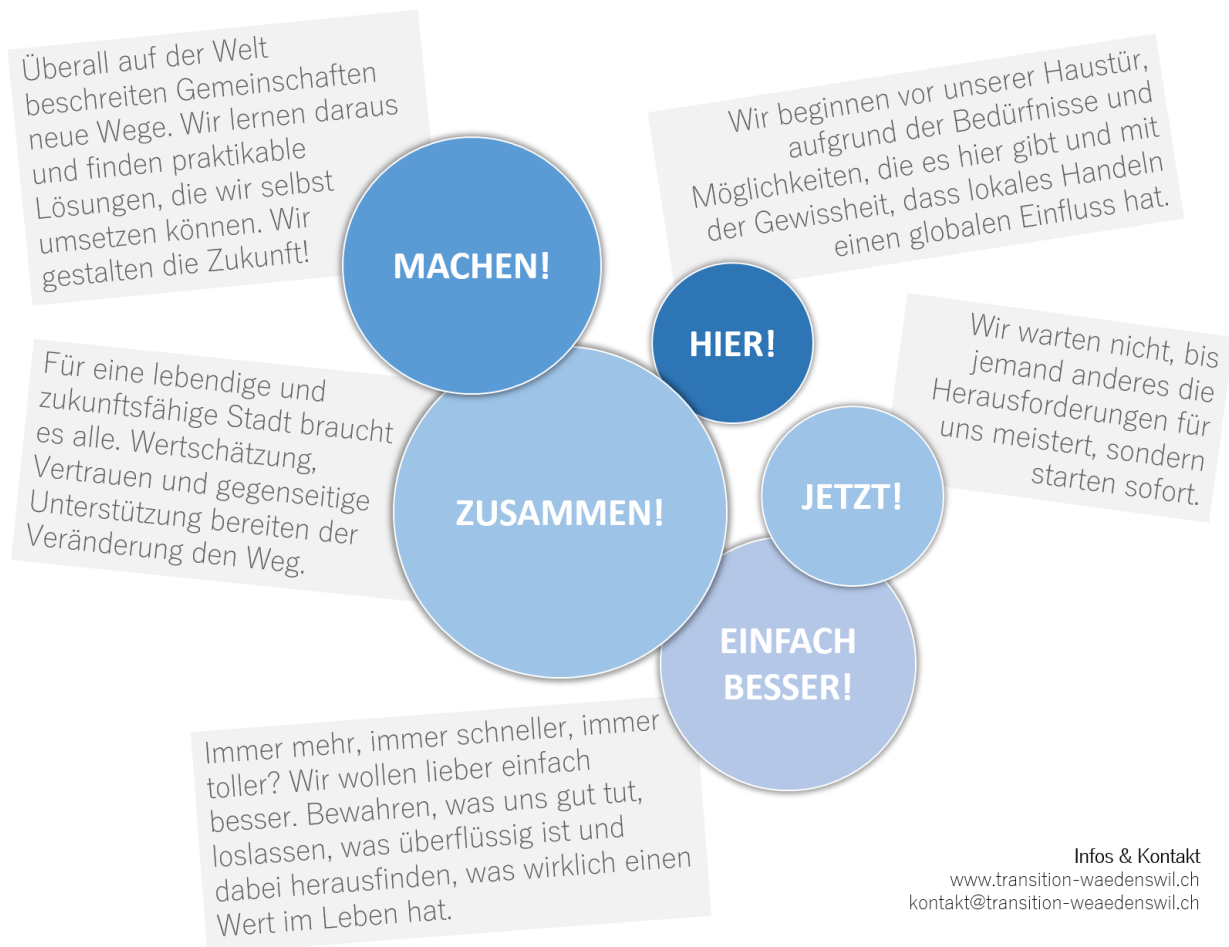 Überall auf der Welt
beschreiten Gemeinschaften
neue Wege. Wir lernen daraus
und finden praktikable
Lösungen, die wir selbst
umsetzen können. Wir
gestalten die Zukunft!
MACHEN!
Wir beginnen vor unserer Haustür,
aufgrund der Bedürfnisse und
Möglichkeiten, die es hier gibt und mit
der Gewissheit, dass lokales Handeln
einen globalen Einfluss hat.
HIER!
Wir warten nicht, bis
jemand anderes die
Herausforderungen für
uns meistert, sondern
starten sofort.
JETZT!
Für eine lebendige und
zukunftsfähige Stadt braucht
es alle. Wertschätzung,
Vertrauen und gegenseitige
Unterstützung bereiten der
Veränderung den Weg.
ZUSAMMEN!
EINFACH
BESSER!
Immer mehr, immer schneller, immer
toller? Wir wollen lieber einfach
besser. Bewahren, was uns gut tut,
loslassen, was überflüssig ist und
dabei herausfinden, was wirklich einen
Wert im Leben hat.
Infos & Kontakt
www.transition-waedenswil.ch
kontakt@transition-weaedenswil.ch